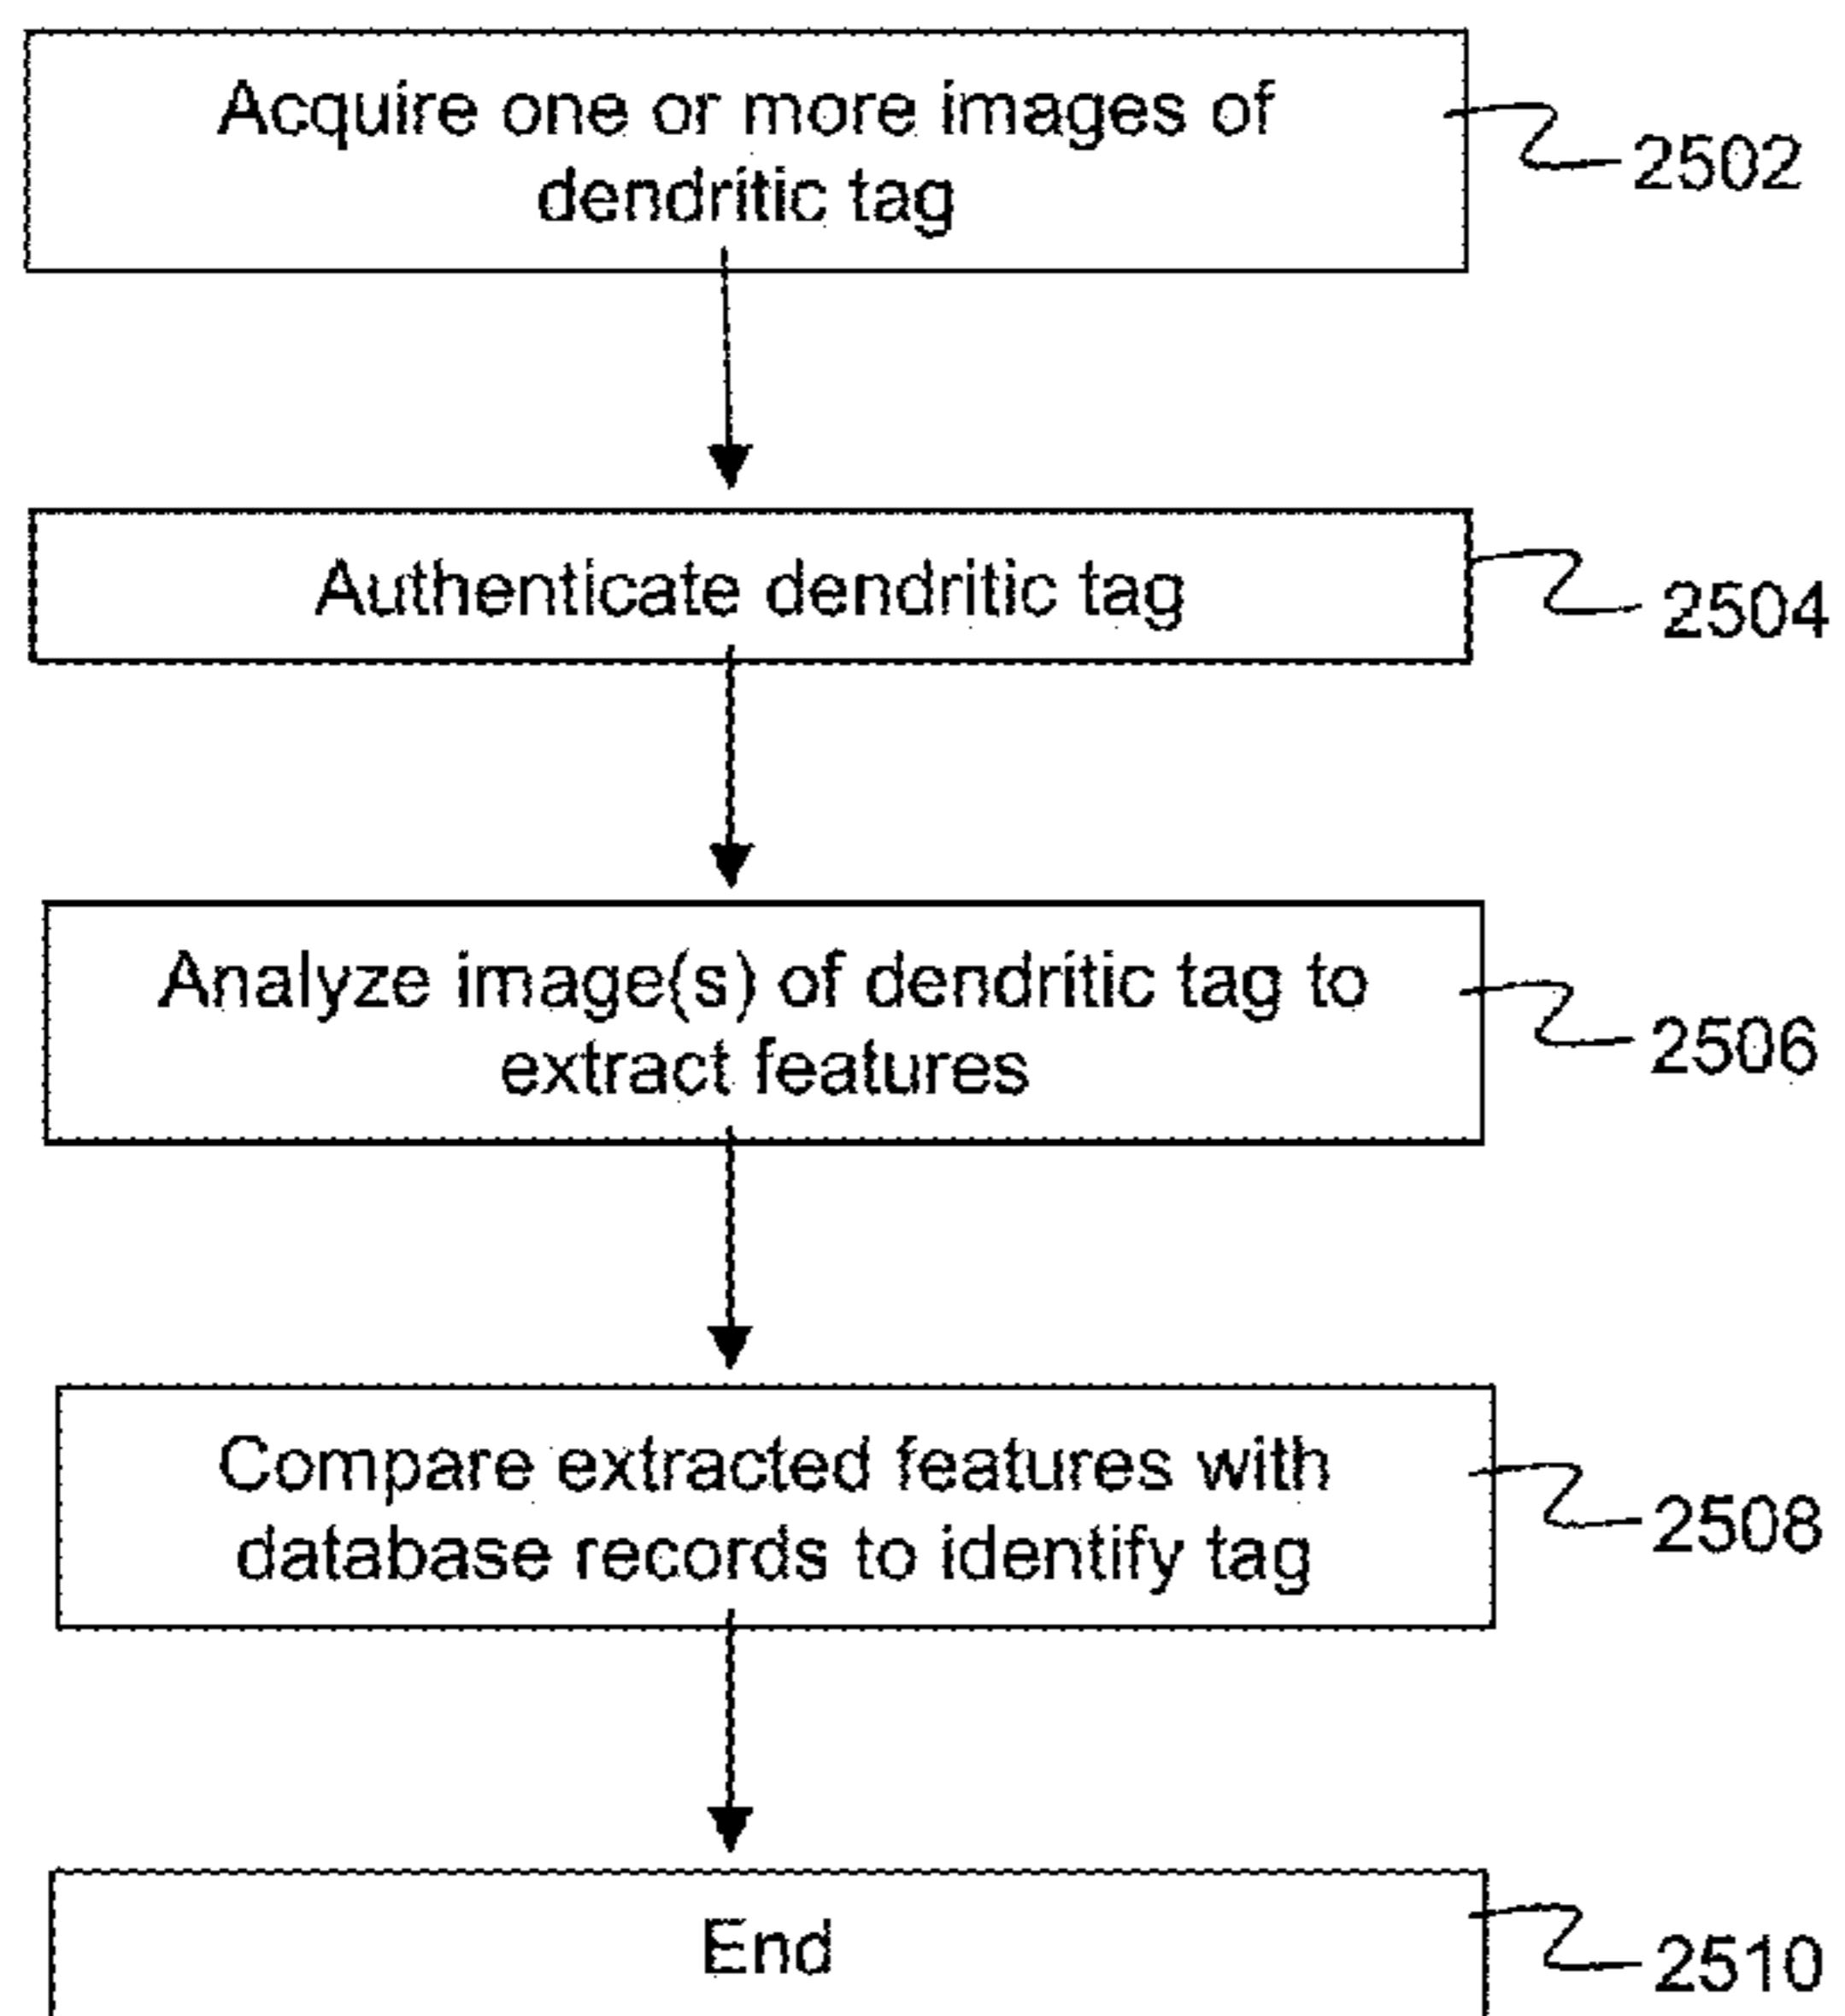 Acquire one or more images of
dendritic tag
2502
Authenticate dendritic tag
2504
Analyze image(s) of dendritic tag to
extract features
2506
Compare extracted features with
database records to identify tag
2508
End
2510